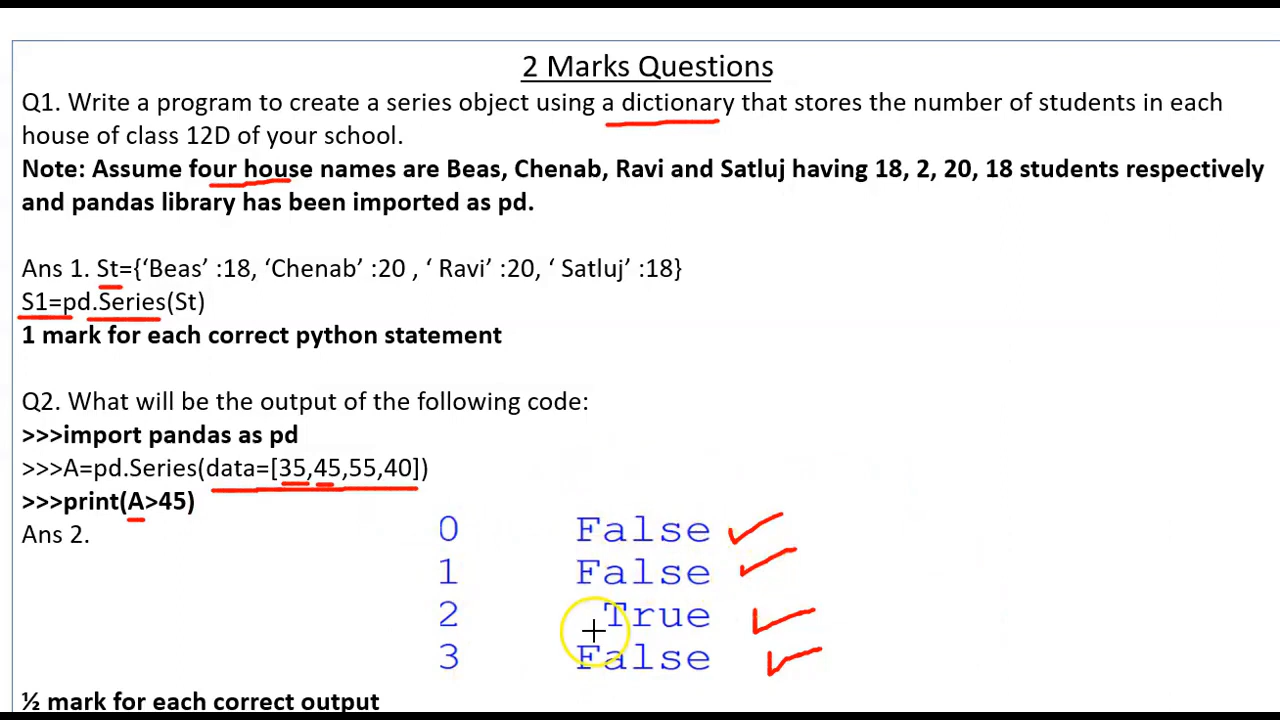 2 Marks Questions
Q1. Write a program to create a series object using a dictionary that stores the number of students in each
house of class 12D of your school.
Note: Assume four house names are Beas, Chenab, Ravi and Satluj having 18, 2, 20, 18 students respectively
and pandas library has been imported as pd.
Ans 1. St={‘Beas’ :18, ‘Chenab’ :20 , ‘ Ravi’ :20, ‘ Satluj’ :18}
S1=pd.Series(St)
1 mark for each correct python statement
Q2. What will be the output of the following code:
>>>import pandas as pd
>>>A=pd.Series(data=[35,45,55,40])
>>>print(A>45)
Ans 2.
0 False
1 False
2 True
3 False
½ mark for each correct output